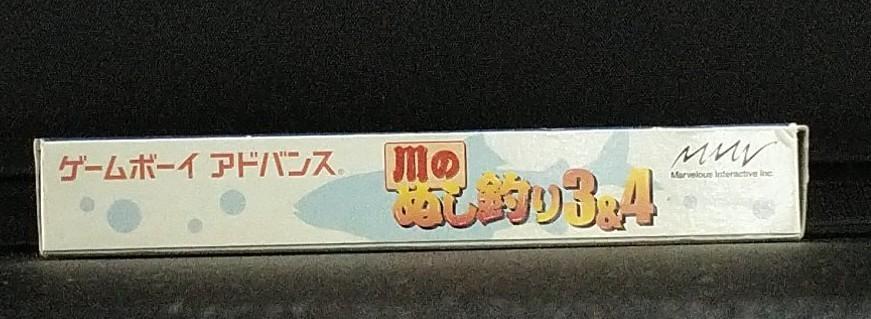 ゲームボーイ アドバンス®
川の
ぬし釣り3&4
Marvelous Interactive Inc.